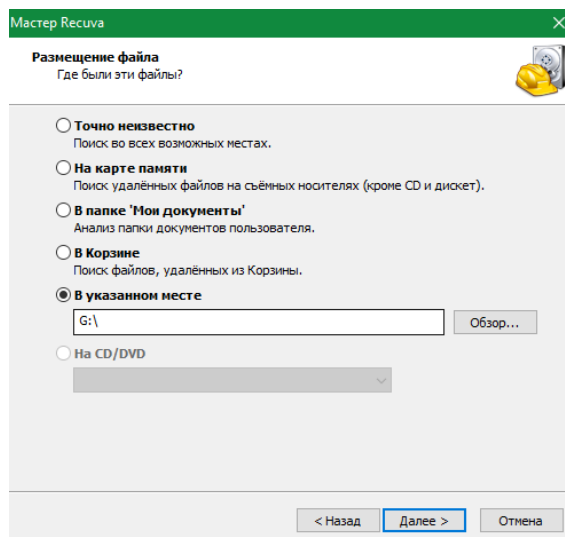 Мастер Recuva
Размещение файла
Где были эти файлы?
Точно неизвестно
Поиск во всех возможных местах.
На карте памяти
Поиск удалённых файлов на съёмных носителях (кроме CD и дискет).
В папке 'Мои документы'
Анализ папки документов пользователя.
В Корзине
Поиск файлов, удалённых из Корзины.
В указанном месте
G:\
Обзор...
На CD/DVD
< Назад
Далее >
Отмена